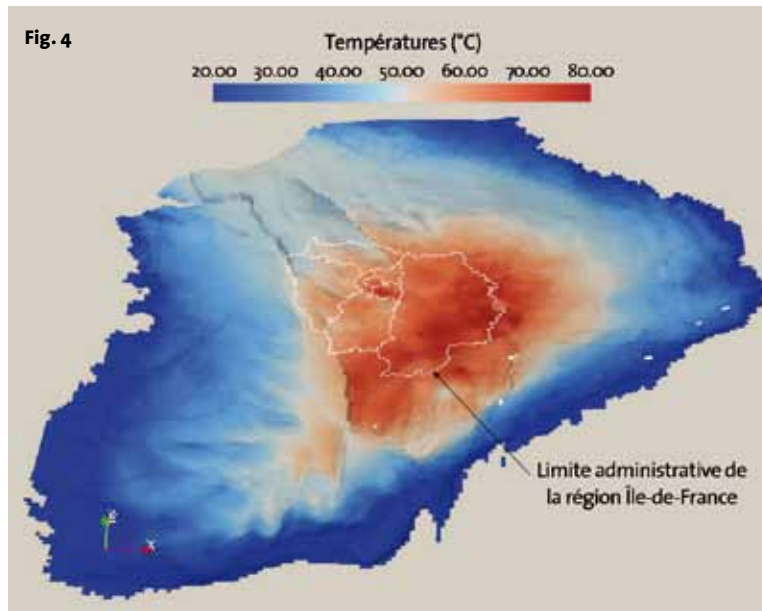 Fig. 4
Températures (°C)
20.00 30.00 40.00 50.00 60.00 70.00 80.00
Limite administrative de
la région Île-de-France
X